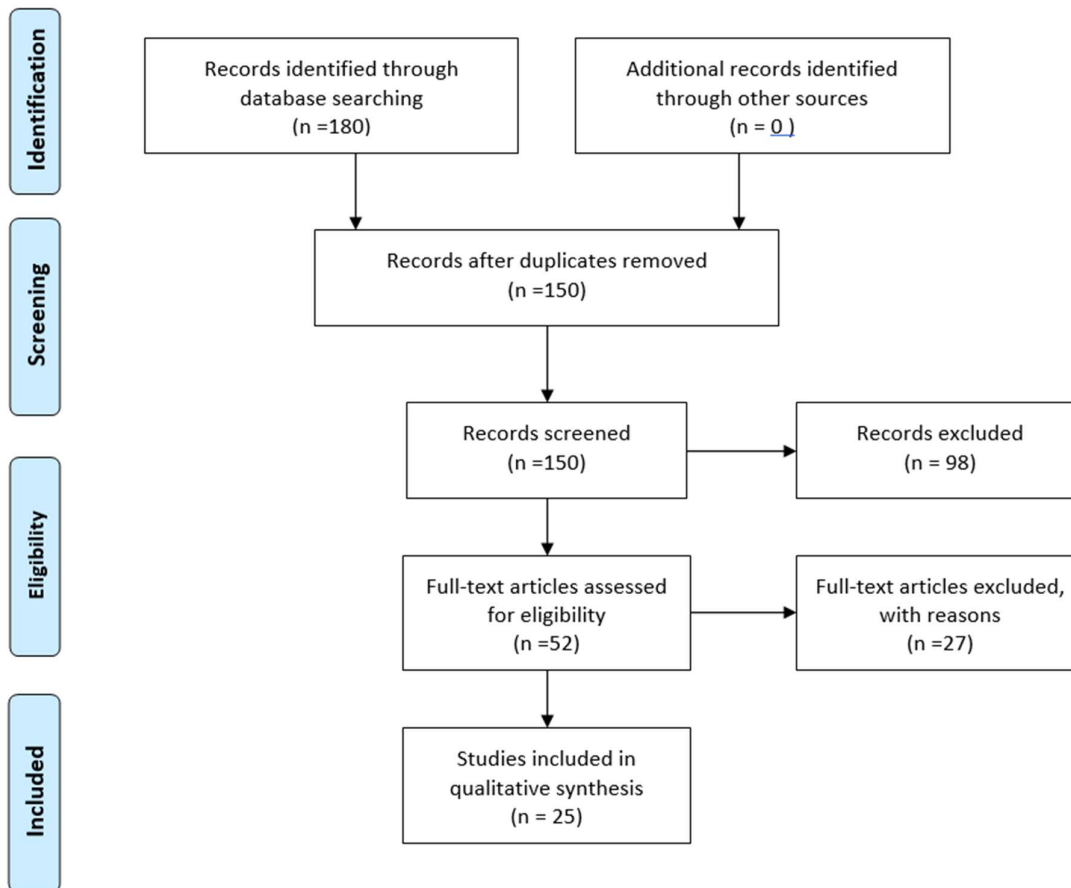 Identification
Records identified through
database searching
(n =180)
Additional records identified
through other sources
(n = 0 )
Screening
Records after duplicates removed
(n =150)
Records screened
(n =150)
Records excluded
(n = 98)
Eligibility
Full-text articles assessed
for eligibility
(n =52)
Full-text articles excluded,
with reasons
(n =27)
Included
Studies included in
qualitative synthesis
(n = 25)